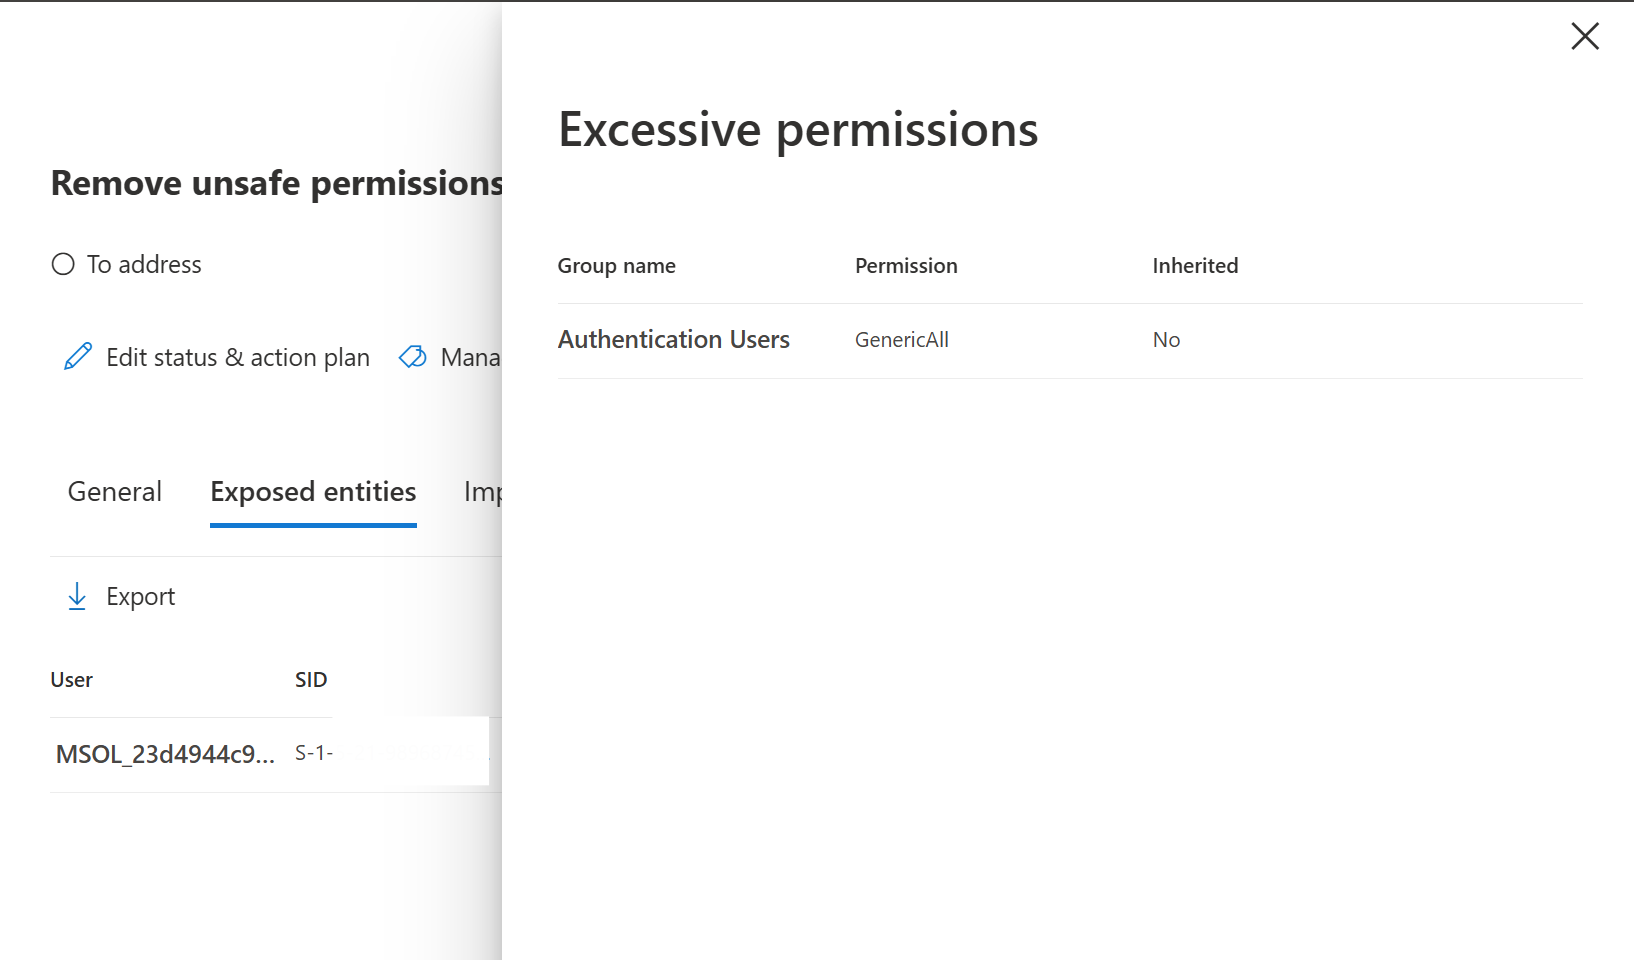 Remove unsafe permissions
To address
Edit status & action plan
Mana
General
Exposed entities
Imp
Export
User
SID
MSOL_23d4944c9...
S-1-
Excessive permissions
Group name
Permission
Inherited
Authentication Users
GenericAll
No